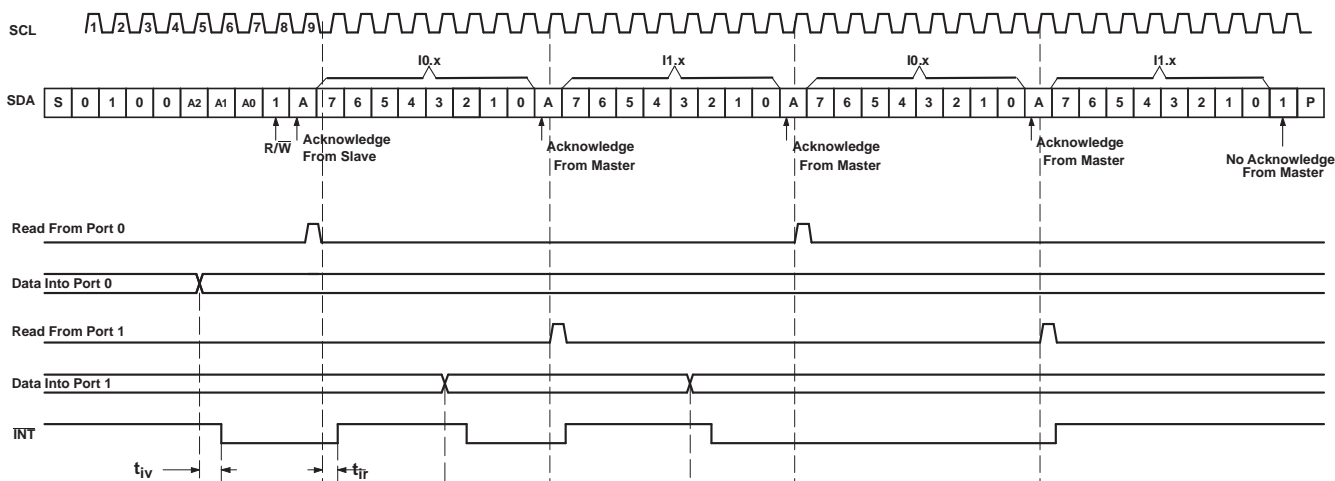 SCL 1 2 3 4 5 6 7 8 9
I0.x I1.x I0.x I1.x
SDA S 0 1 0 0 A2 A1 A0 1 A 7 6 5 4 3 2 1 0 A 7 6 5 4 3 2 1 0 A 7 6 5 4 3 2 1 0 A 7 6 5 4 3 2 1 0 1 P
R/W
Acknowledge
From Slave
Acknowledge
From Master
Acknowledge
From Master
Acknowledge
From Master
No Acknowledge
From Master
Read From Port 0
Data Into Port 0
Read From Port 1
Data Into Port 1
INT
tiv tir